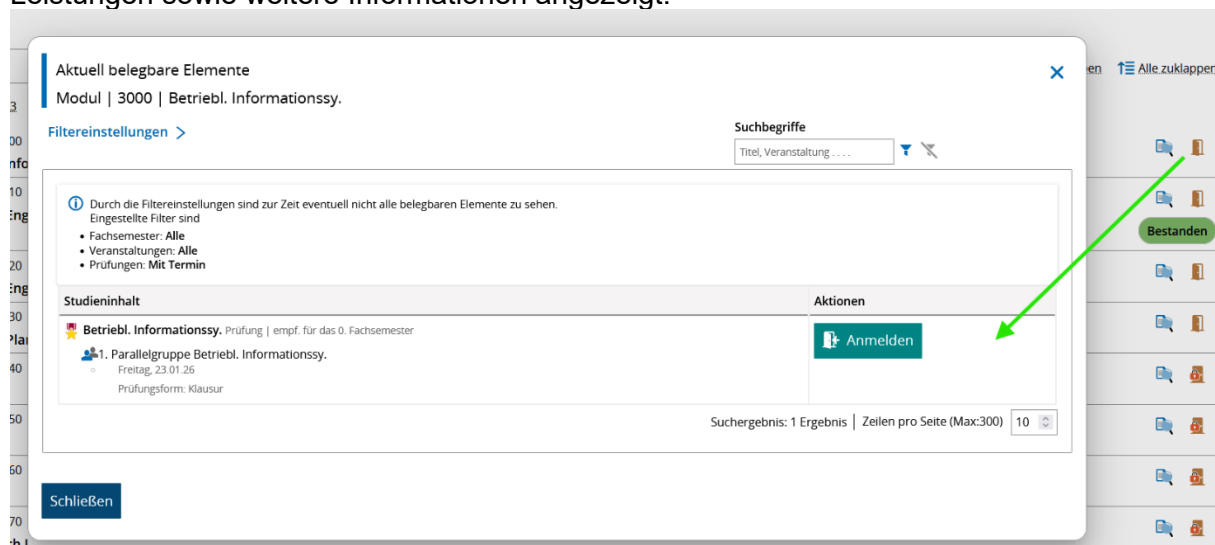 Leistungen sowie weitere Informationen angezeigt.
Aktuell belegbare Elemente
Modul | 3000 | Betriebl. Informationssy.
Filtereinstellungen
Suchbegriffe
Titel, Veranstaltung . . . .
Alle zuklappen
Durch die Filtereinstellungen sind zur Zeit eventuell nicht alle belegbaren Elemente zu sehen.
Eingestellte Filter sind
• Fachsemester: Alle
• Veranstaltungen: Alle
• Prüfungen: Mit Termin
Bestanden
Studieninhalt Aktionen
Betriebl. Informationssy. Prüfung | empf. für das 0. Fachsemester
Anmelden
1. Parallelgruppe Betriebl. Informationssy.
Freitag, 23.01.26
Prüfungsform: Klausur
Suchergebnis: 1 Ergebnis | Zeilen pro Seite (Max:300) 10
Schließen